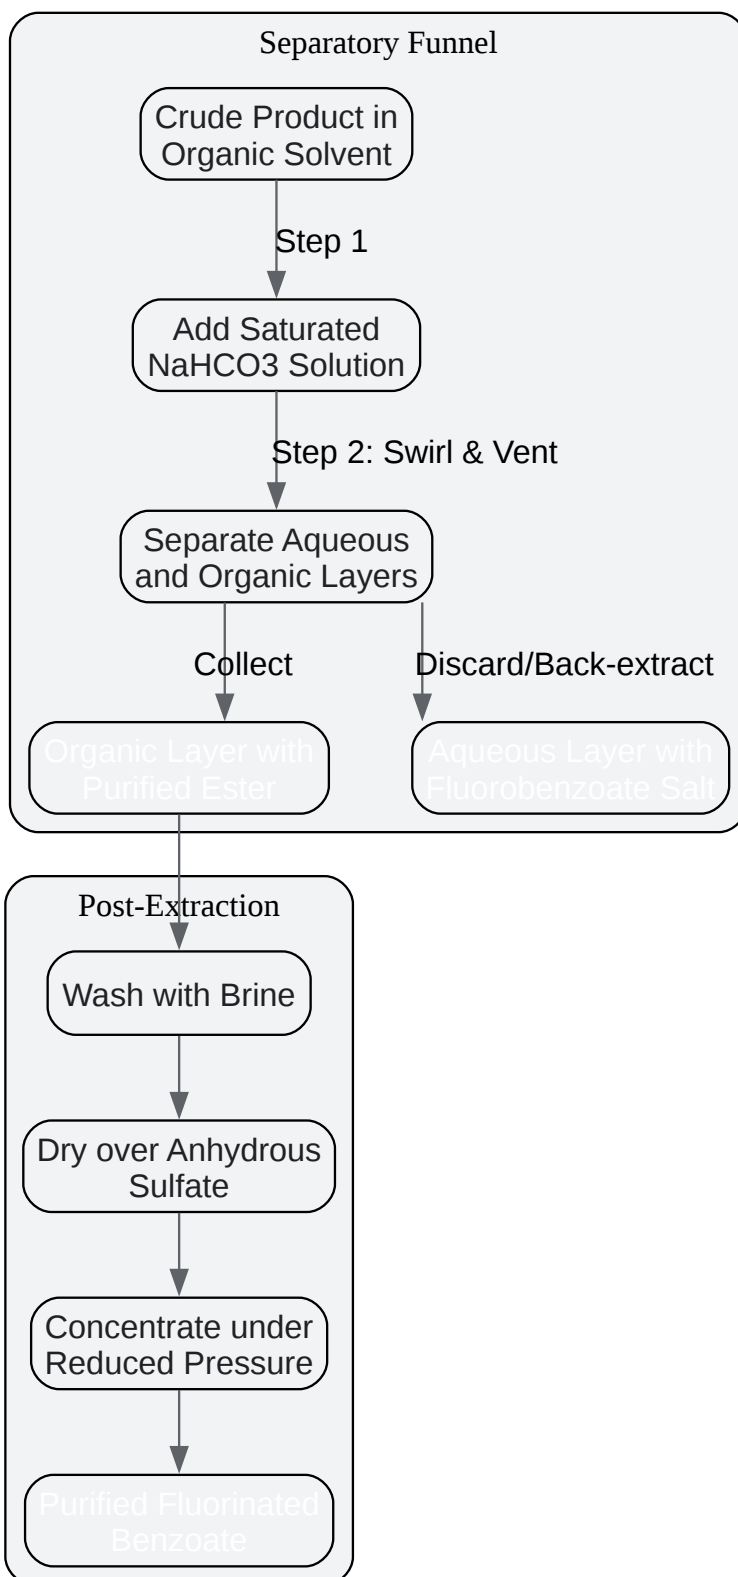 Separatory Funnel
Crude Product in
Organic Solvent
Step 1
Add Saturated
NaHCO3 Solution
Step 2: Swirl & Vent
Separate Aqueous
and Organic Layers
Collect
Discard/Back-extract
Organic Layer with
Purified Ester
Aqueous Layer with
Fluorobenzoate Salt
Post-Extraction
Wash with Brine
Dry over Anhydrous
Sulfate
Concentrate under
Reduced Pressure
Purified Fluorinated
Benzoate